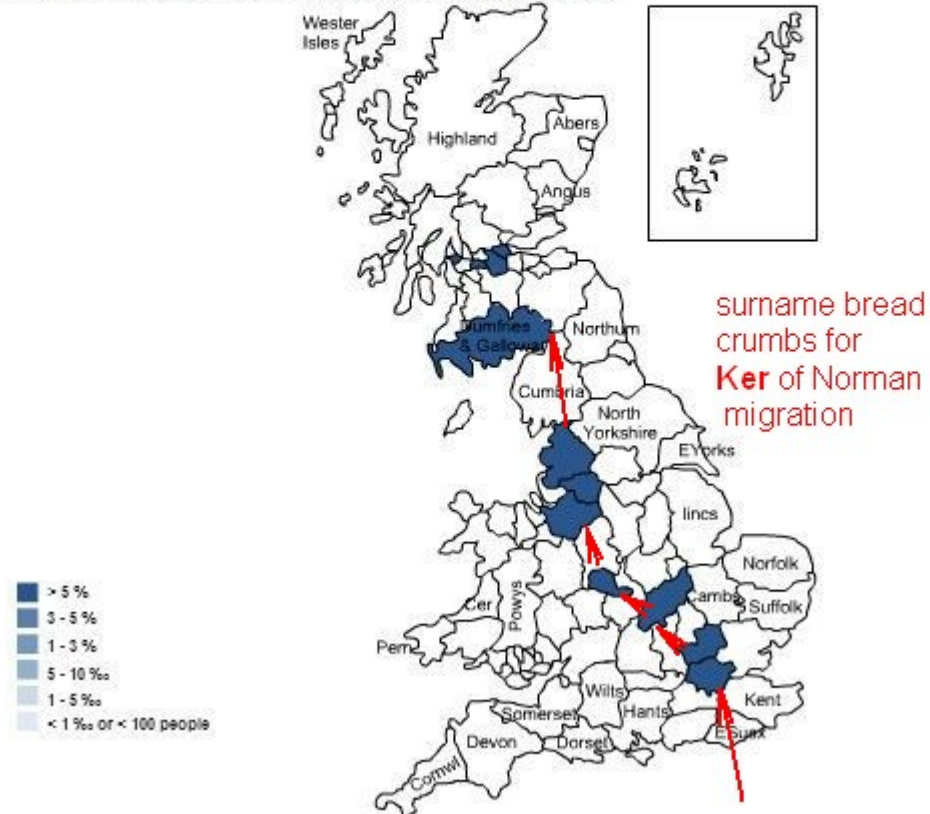 Wester
Isles
Highland
Abers
Angus
Dumfries
& Galloway
Northum
Cumbria
North
Yorkshire
EYorks
lincs
Norfolk
Cambs
Suffolk
Cer
Powys
Pem
Kent
Wilts
Hants
Somerset
ESusx
Devon
Dorset
Cornwl
surname bread
crumbs for
Ker of Norman
migration
> 5 %
3 - 5 %
1 - 3 %
5 - 10 ‰
1 - 5 ‰
< 1 ‰ or < 100 people